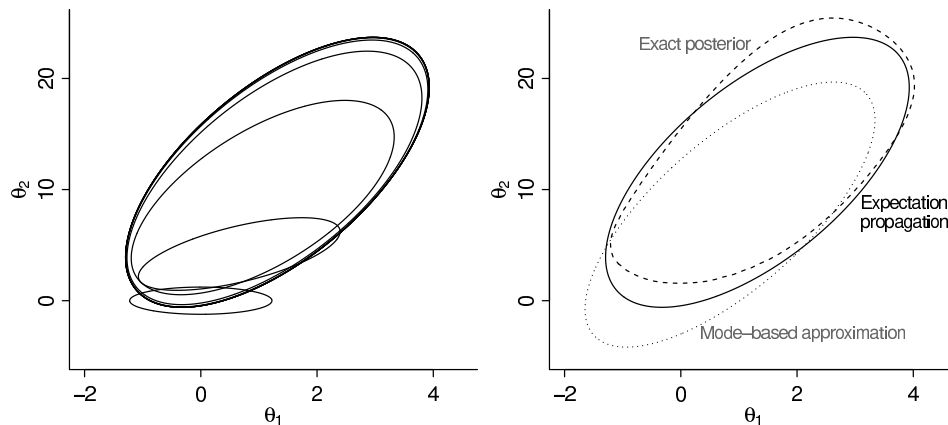 20
10
0
θ2
−2
0
2
4
θ1
Exact posterior
20
10
0
θ2
Expectation
propagation
Mode−based approximation
−2
0
2
4
θ1